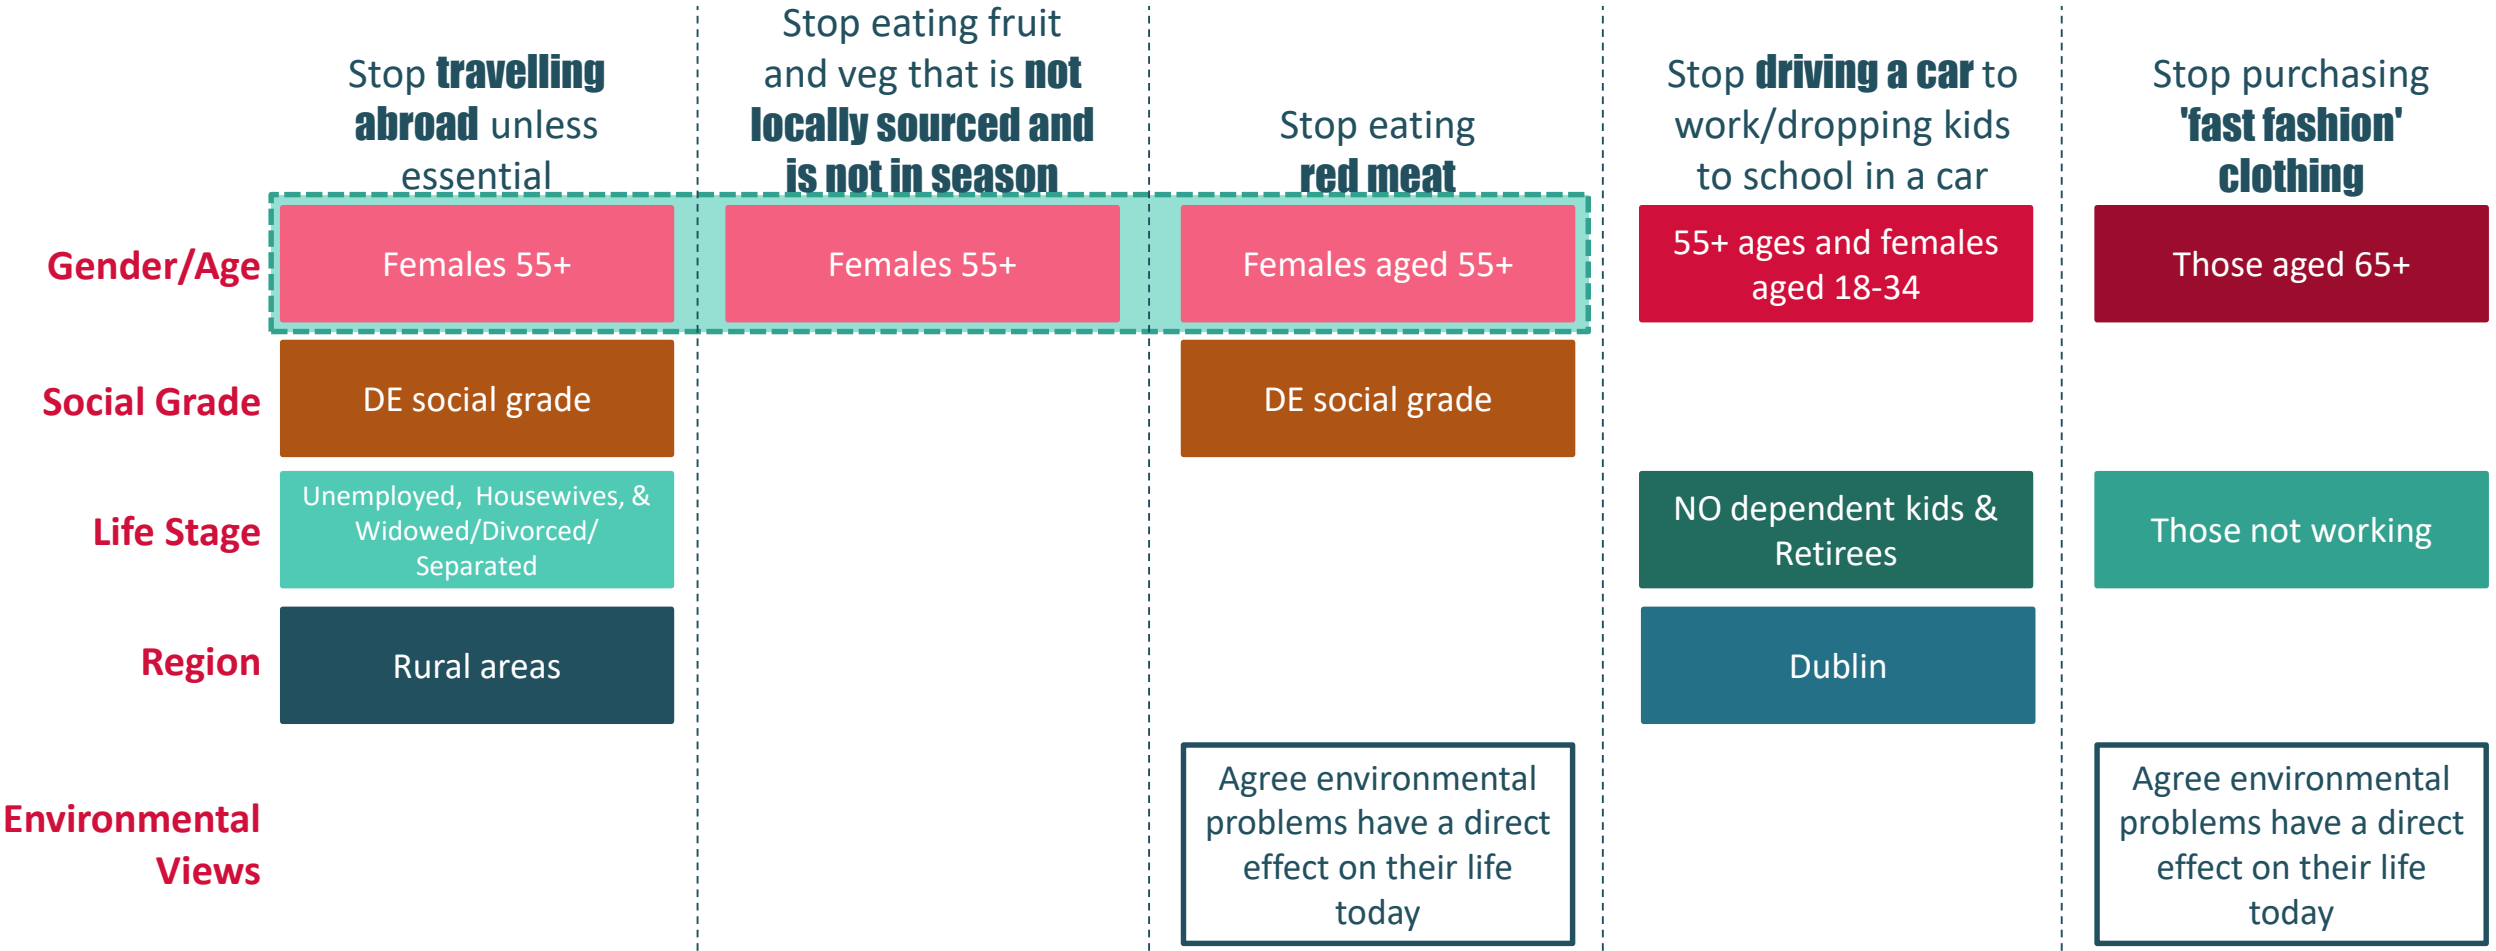 Stop travelling
abroad unless
essential
Stop eating fruit
and veg that is not
locally sourced and
is not in season
Stop eating
red meat
Stop driving a car to
work/dropping kids
to school in a car
Stop purchasing
'fast fashion'
clothing
Gender/Age
Females 55+
Females 55+
Females aged 55+
55+ ages and females
aged 18-34
Those aged 65+
Social Grade
DE social grade
DE social grade
Life Stage
Unemployed, Housewives, &
Widowed/Divorced/
Separated
NO dependent kids &
Retirees
Those not working
Region
Rural areas
Dublin
Environmental
Views
Agree environmental
problems have a direct
effect on their life
today
Agree environmental
problems have a direct
effect on their life
today